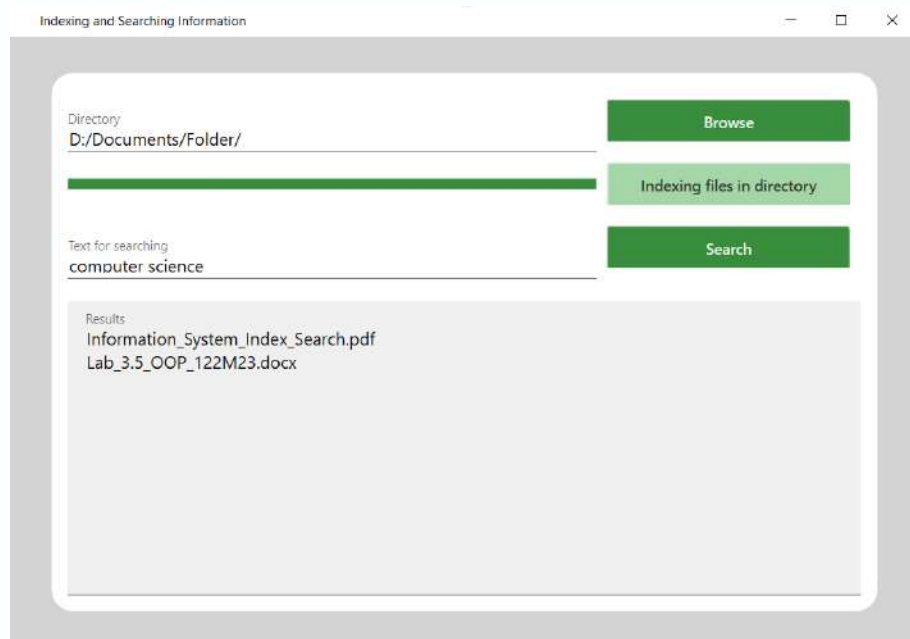 Indexing and Searching Information
Directory
D:/Documents/Folder/
Browse
Indexing files in directory
Text for searching
computer science
Search
Results
Information_System_Index_Search.pdf
Lab_3.5_OOP_122M23.docx